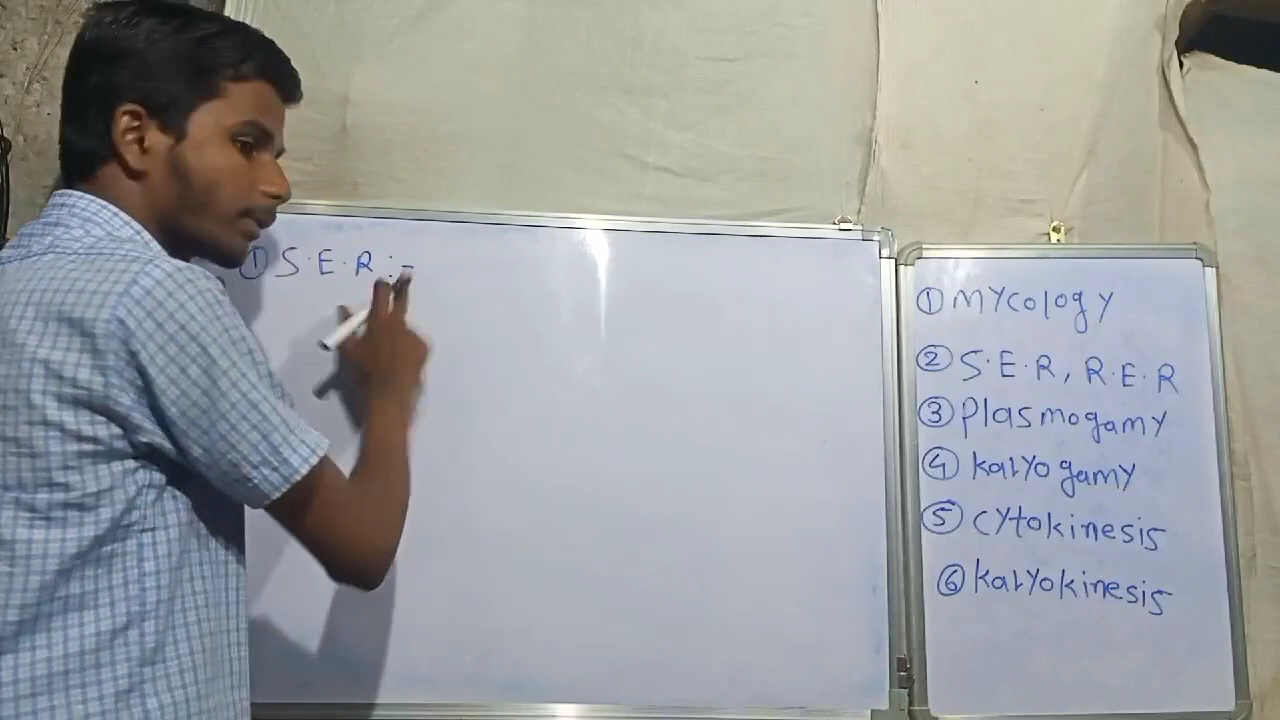 ① S.E.R :-
① Mycology
② S.E.R, R.E.R
③ Plasmogamy
④ Karyogamy
⑤ Cytokinesis
⑥ Karyokinesis